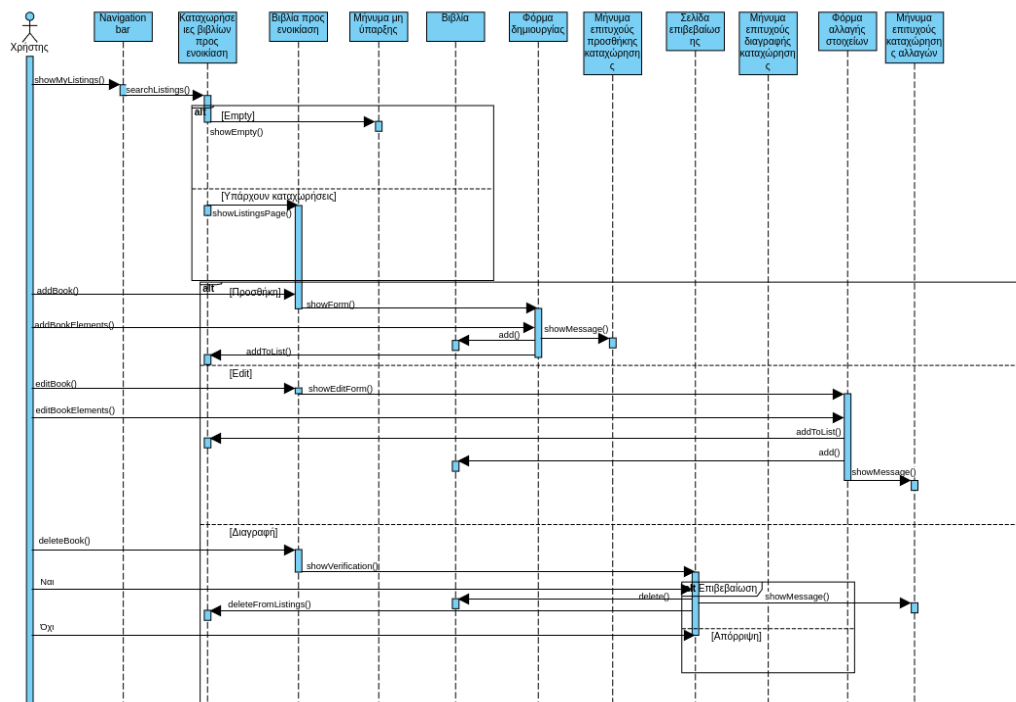 Χρήστης
Navigation
bar
Καταχωρήσε
ιες βιβλίων
προς
ενοικίαση
Βιβλία προς
ενοικίαση
Μήνυμα μη
ύπαρξης
Βιβλία
Φόρμα
δημιουργίας
Μήνυμα
επιτυχούς
προσθήκης
καταχώρηση
ς
Σελίδα
επιβεβαίωσ
ης
Μήνυμα
επιτυχούς
διαγραφής
καταχώρηση
ς
Φόρμα
αλλαγής
στοιχείων
Μήνυμα
επιτυχούς
καταχώρηση
ς αλλαγών
showMyListings()
searchListings()
alt
[Empty]
showEmpty()
[Υπάρχουν καταχωρήσεις]
showListingsPage()
alt
[Προσθήκη]
addBook()
showForm()
addBookElements()
showMessage()
add()
addToList()
[Edit]
editBook()
showEditForm()
editBookElements()
addToList()
add()
showMessage()
[Διαγραφή]
deleteBook()
showVerification()
Ναι
alt Επιβεβαίωση
delete()
showMessage()
deleteFromListings()
Όχι
[Απόρριψη]